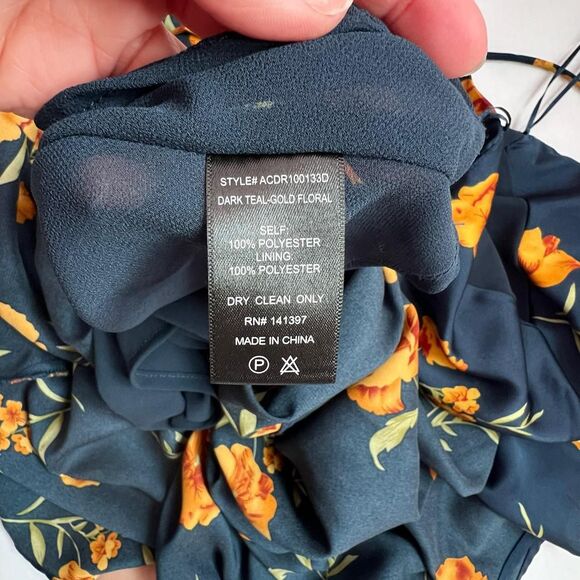 STYLE# ACDR100133D
DARK TEAL-GOLD FLORAL
SELF:
100% POLYESTER
LINING:
100% POLYESTER
DRY CLEAN ONLY
RN# 141397
MADE IN CHINA
P